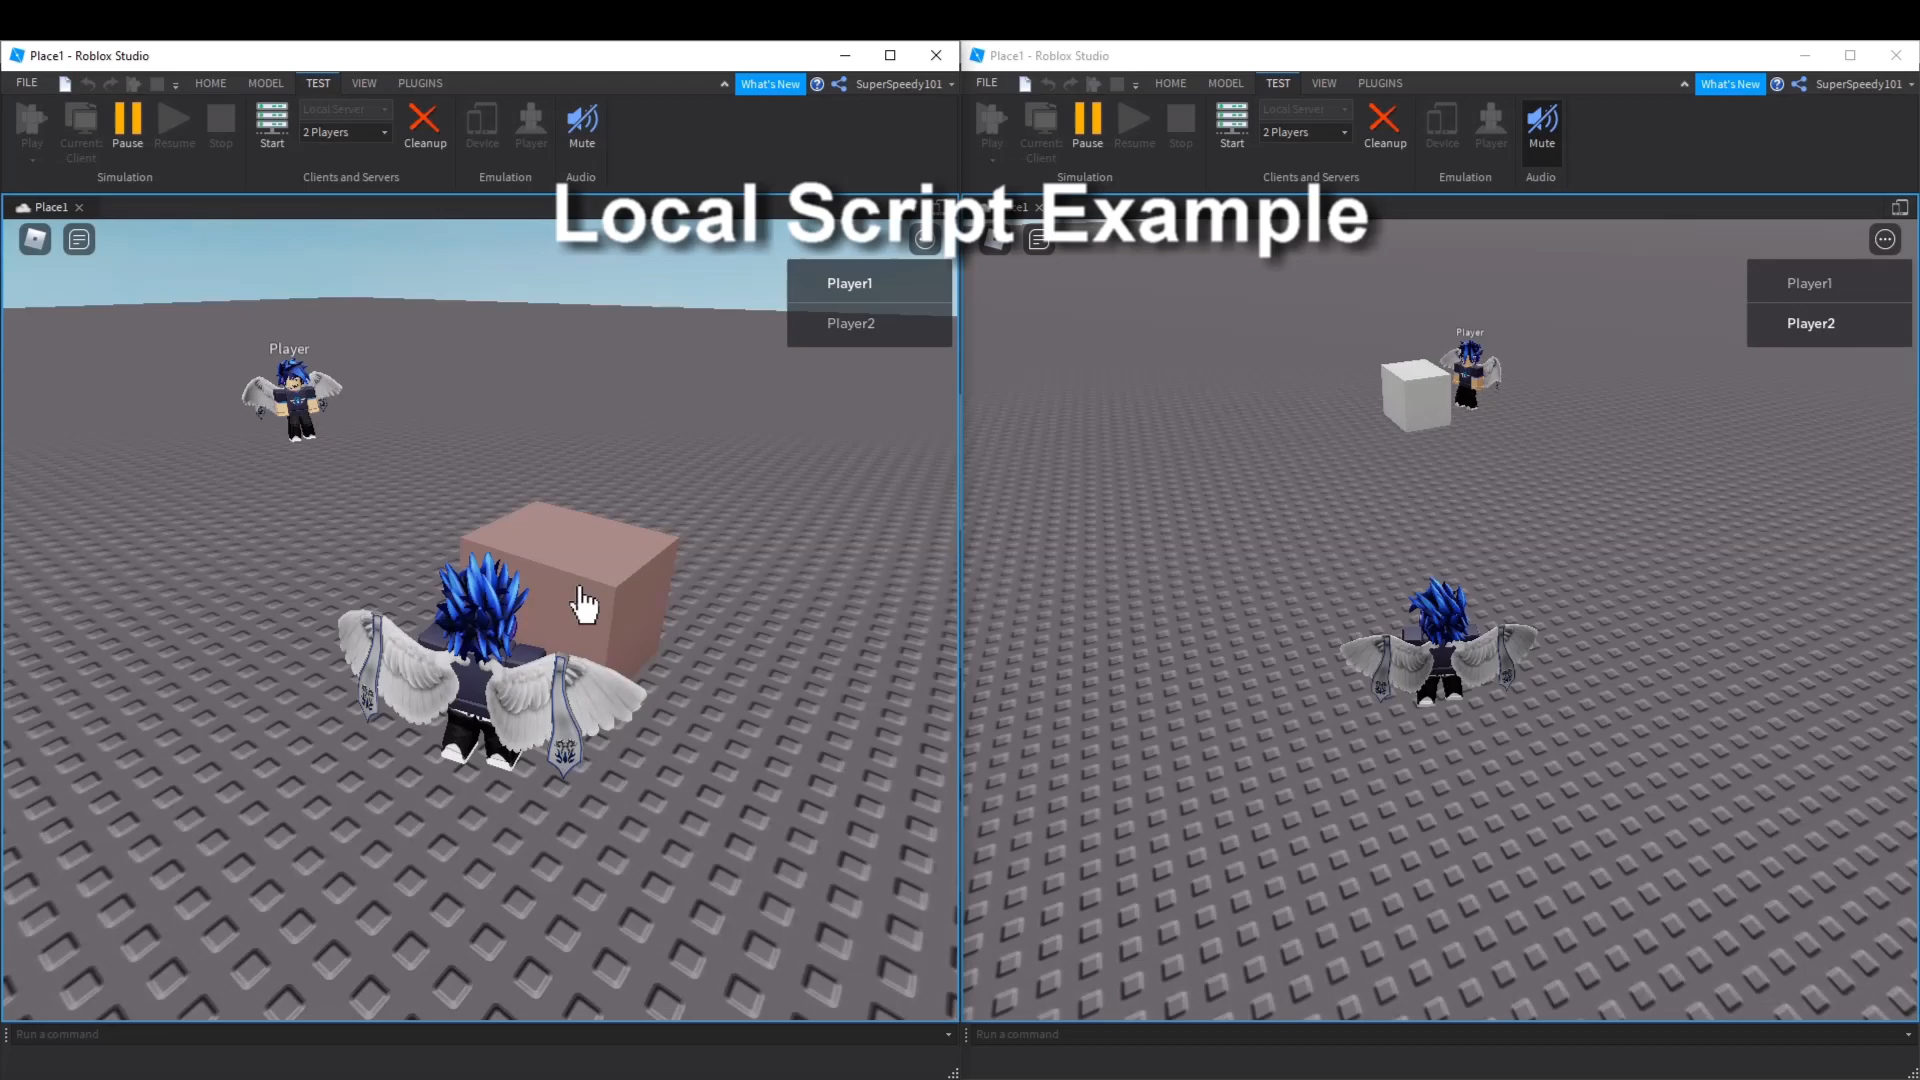 Place1 - Roblox Studio
FILE HOME MODEL TEST VIEW PLUGINS What's New SuperSpeedy101
Play Current: Client Pause Resume Stop Start Local Server 2 Players Cleanup Device Player Mute
Simulation Clients and Servers Emulation Audio
Place1
Player1
Player2
Player
Run a command
Local Script Example
Place1 - Roblox Studio
FILE HOME MODEL TEST VIEW PLUGINS What's New SuperSpeedy101
Play Current: Client Pause Resume Stop Start Local Server 2 Players Cleanup Device Player Mute
Simulation Clients and Servers Emulation Audio
Player1
Player2
Player
Run a command